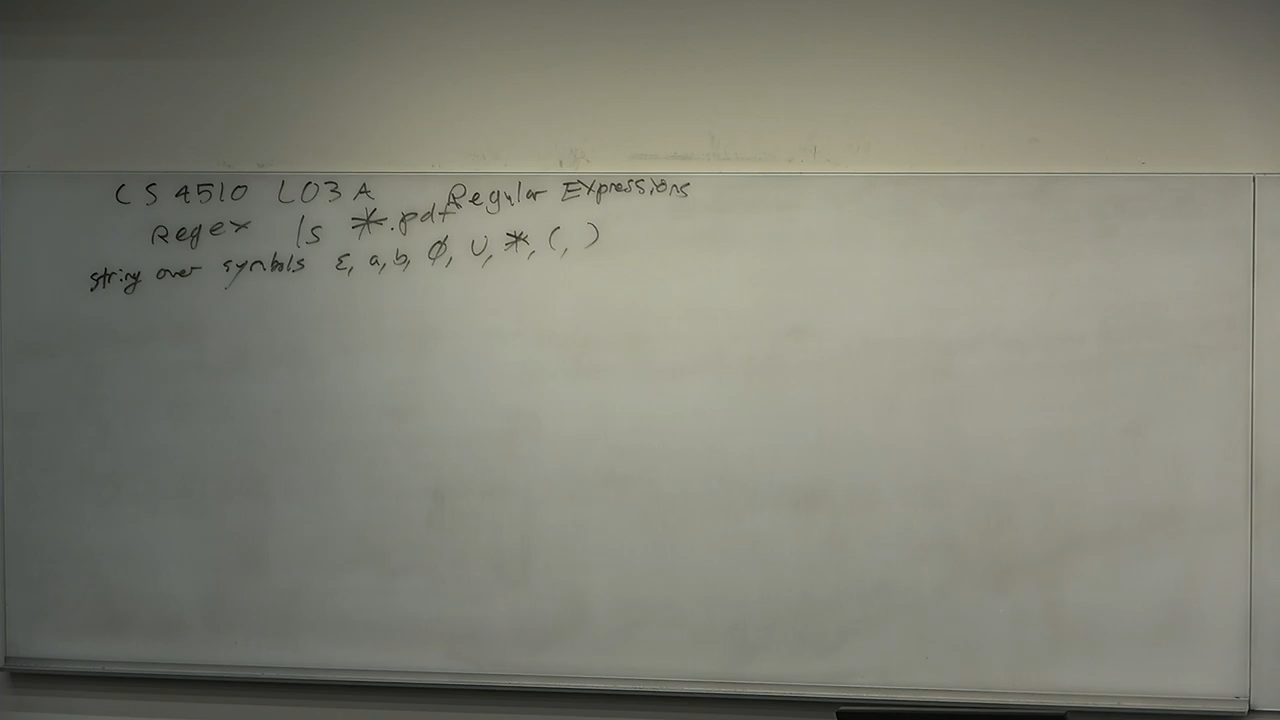 CS 4510 L03A Regular Expressions
Regex ls *.pdf
string over symbols ε, a, b, ∅, ∪, *, (, )